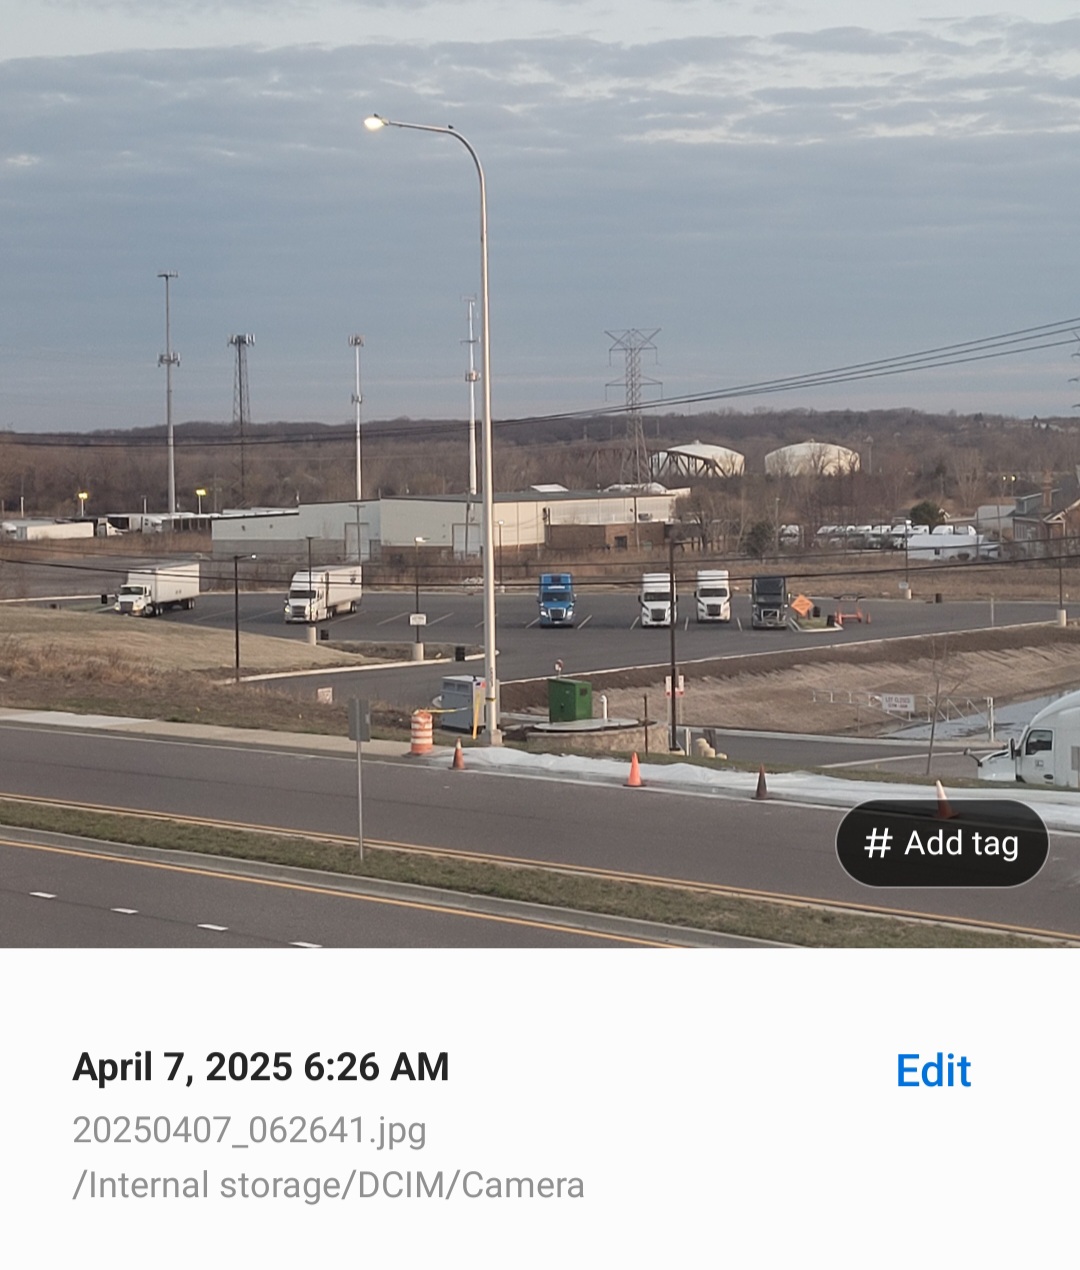 # Add tag
April 7, 2025 6:26 AM
Edit
20250407_062641.jpg
/Internal storage/DCIM/Camera